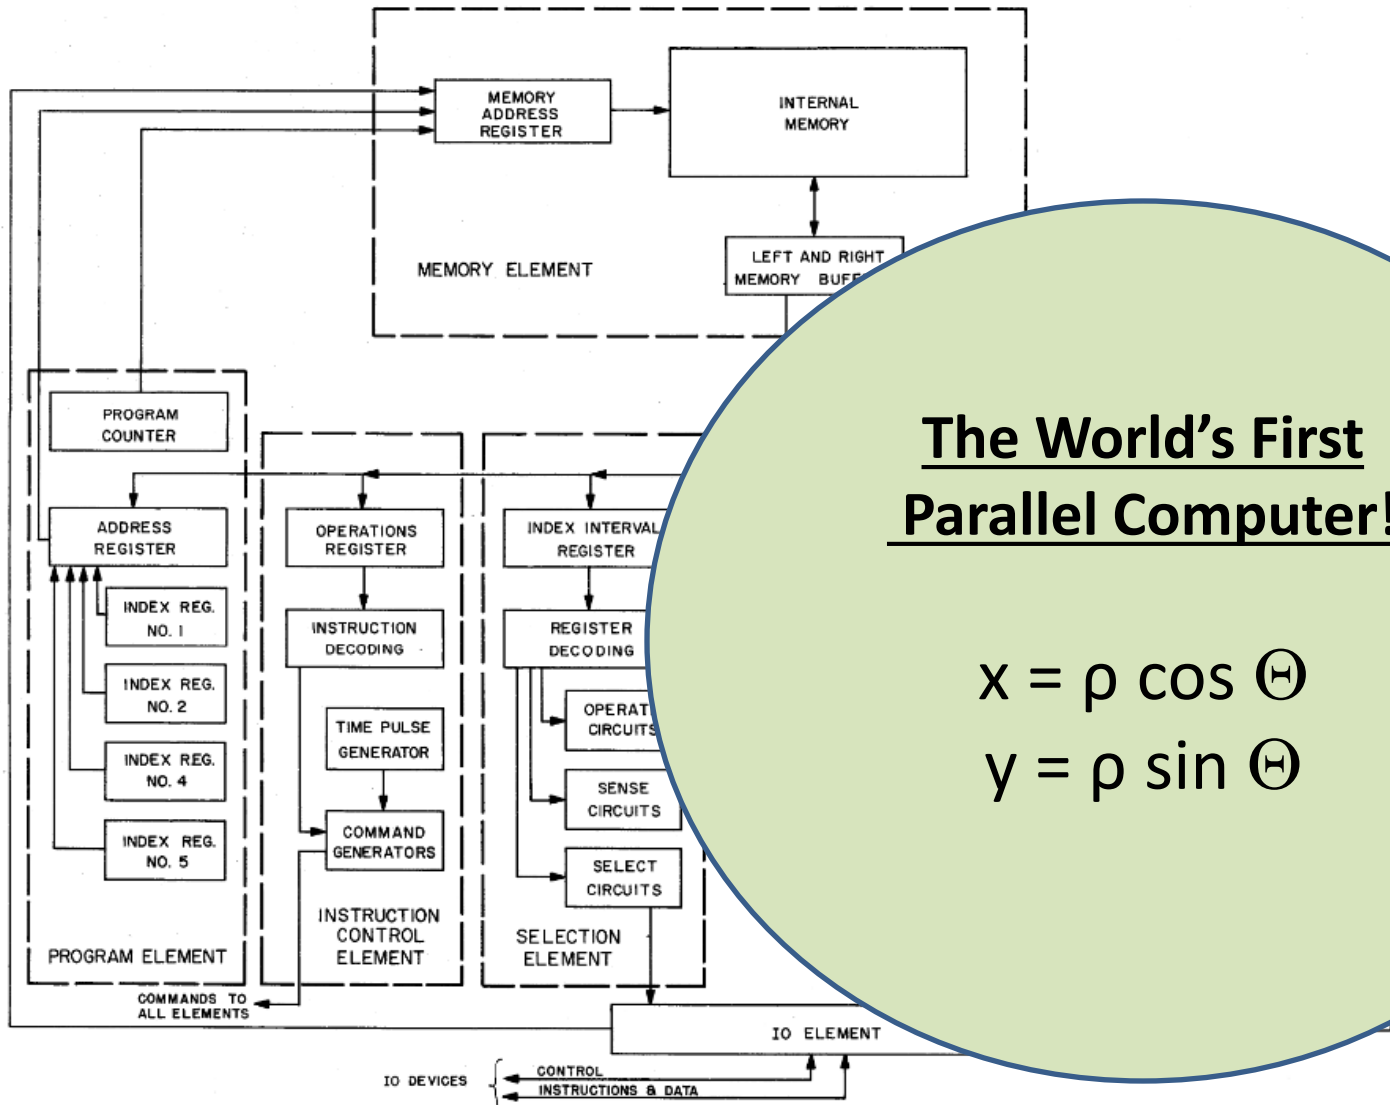 MEMORY
ADDRESS
REGISTER
INTERNAL
MEMORY
LEFT AND RIGHT
MEMORY BUF
MEMORY ELEMENT
PROGRAM
COUNTER
ADDRESS
REGISTER
INDEX REG.
NO. 1
INDEX REG.
NO. 2
INDEX REG.
NO. 4
INDEX REG.
NO. 5
PROGRAM ELEMENT
OPERATIONS
REGISTER
INSTRUCTION
DECODING
TIME PULSE
GENERATOR
COMMAND
GENERATORS
INSTRUCTION
CONTROL
ELEMENT
COMMANDS TO
ALL ELEMENTS
INDEX INTERVAL
REGISTER
REGISTER
DECODING
OPERAT
CIRCUITS
SENSE
CIRCUITS
SELECT
CIRCUITS
SELECTION
ELEMENT
The World's First
Parallel Computer!
x = ρ cos Θ
y = ρ sin Θ
IO ELEMENT
IO DEVICES
CONTROL
INSTRUCTIONS & DATA